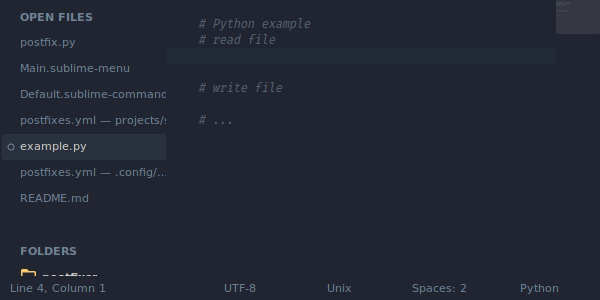 OPEN FILES
postfix.py
Main.sublime-menu
Default.sublime-command
postfixes.yml — projects/s
example.py
postfixes.yml — .config/...
README.md
FOLDERS
# Python example
# read file
# write file
# ...
Line 4, Column 1
UTF-8
Unix
Spaces: 2
Python